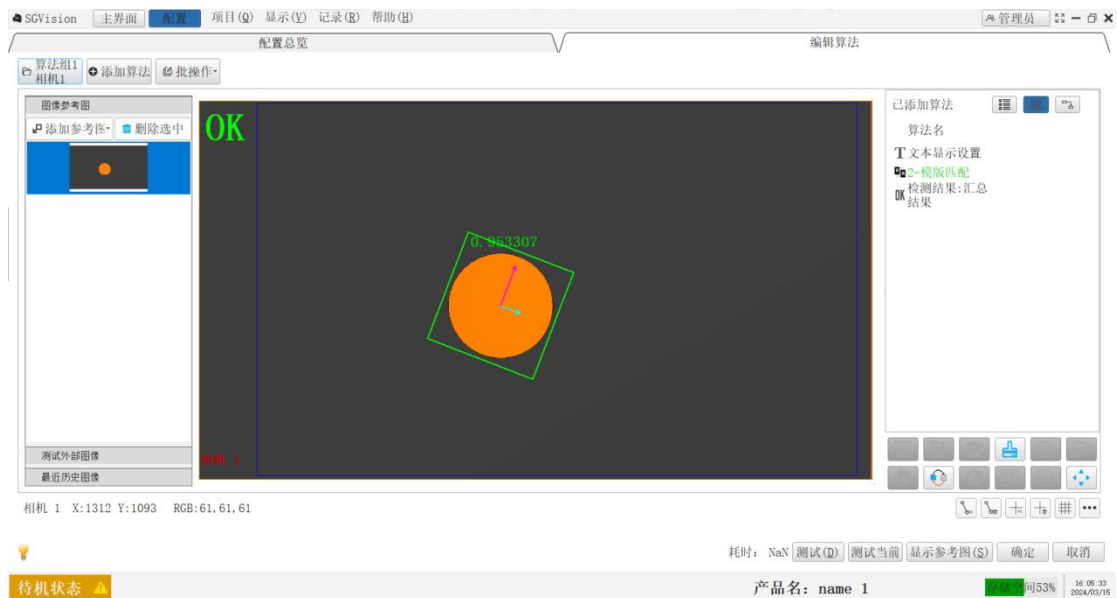 SGVision 主界面 配置 项目(Q) 显示(V) 记录(R) 帮助(H) 管理员
配置总览 编辑算法
算法组1
相机1
添加算法 批操作
图像参考图
添加参考图 删除选中
OK
0.953307
相机 1
测试外部图像
最近历史图像
已添加算法
算法名
T 文本显示设置
2-模版匹配
OK 检测结果:汇总
结果
相机 1 X:1312 Y:1093 RGB:61,61,61
耗时: NaN 测试(D) 测试当前 显示参考图(S) 确定 取消
待机状态 产品名: name 1 存储空间53% 16:05:33
2024/03/15